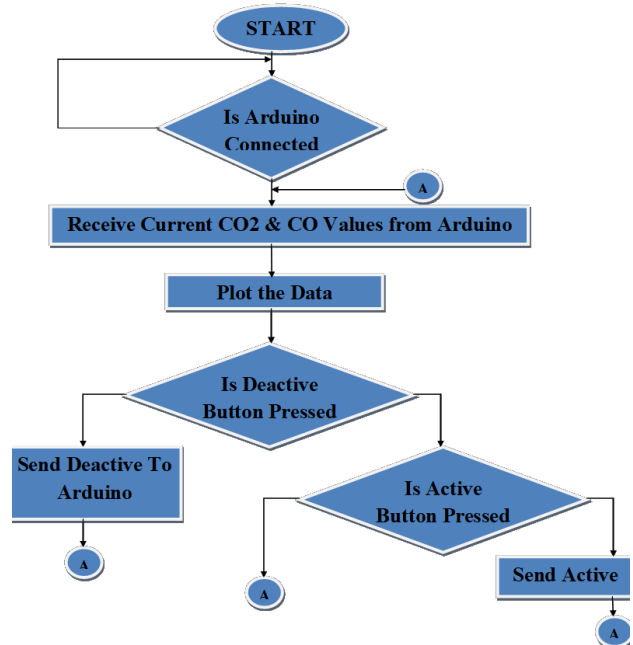 START
Is Arduino
Connected
A
Receive Current CO2 & CO Values from Arduino
Plot the Data
Is Deactive
Button Pressed
Send Deactive To
Arduino
Is Active
Button Pressed
A
A
Send Active
A